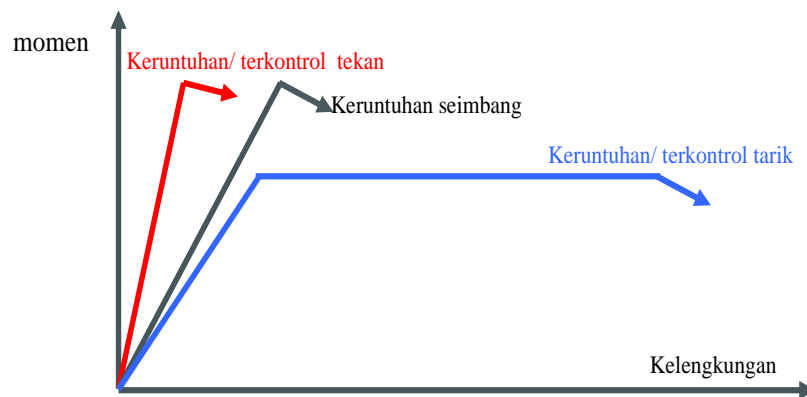 momen
Keruntuhan/ terkontrol tekan
Keruntuhan seimbang
Keruntuhan/ terkontrol tarik
Kelengkungan